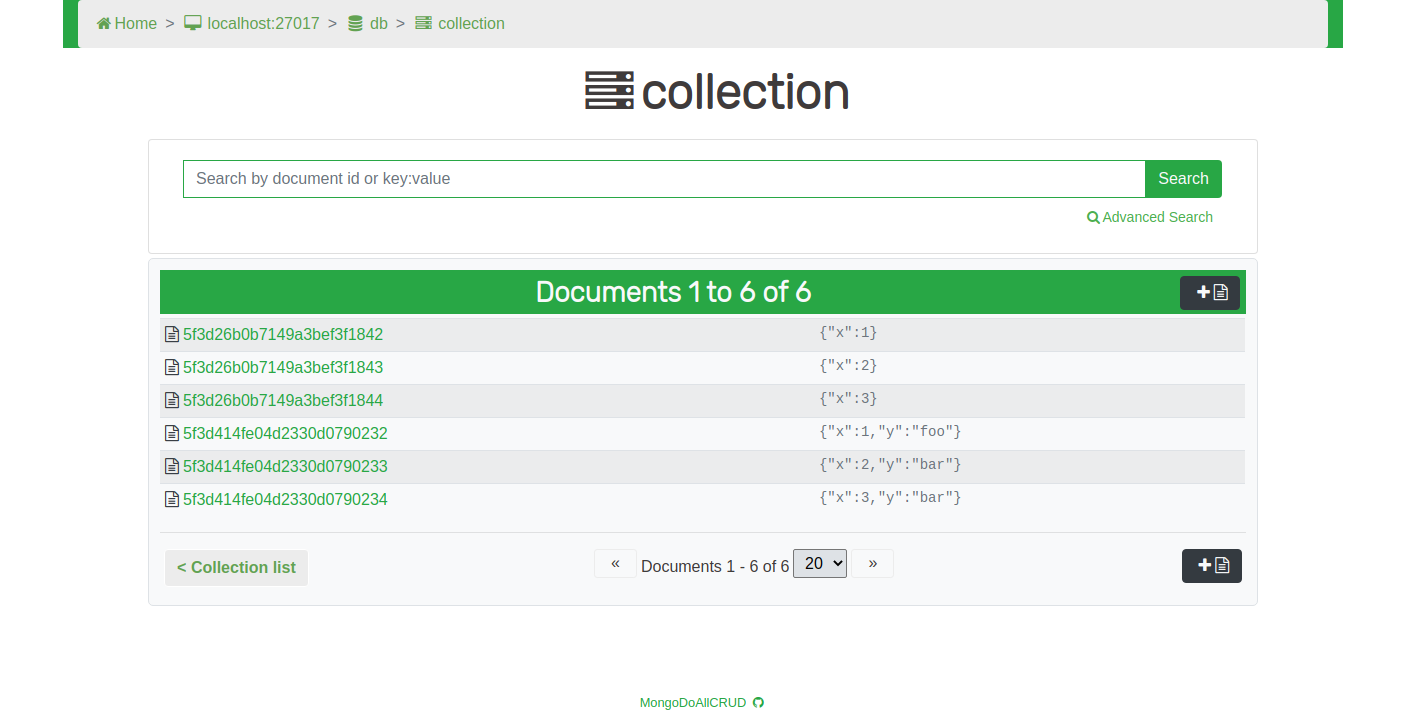 Home > localhost:27017 > db > collection
collection
Search by document id or key:value Search
Advanced Search
Documents 1 to 6 of 6
5f3d26b0b7149a3bef3f1842 {"x":1}
5f3d26b0b7149a3bef3f1843 {"x":2}
5f3d26b0b7149a3bef3f1844 {"x":3}
5f3d414fe04d2330d0790232 {"x":1,"y":"foo"}
5f3d414fe04d2330d0790233 {"x":2,"y":"bar"}
5f3d414fe04d2330d0790234 {"x":3,"y":"bar"}
< Collection list « Documents 1 - 6 of 6 20 »
MongoDoAllCRUD